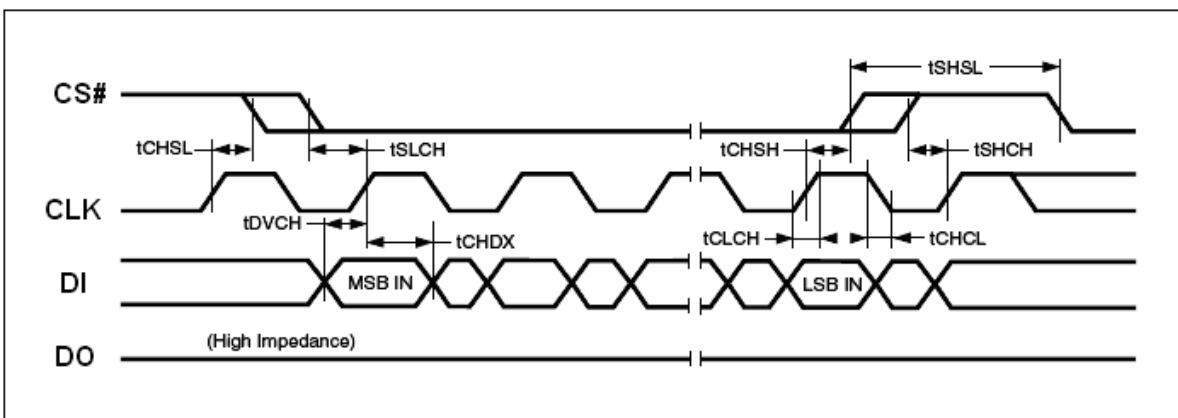 tSHSL
CS#
tCHSL
tSLCH
tCHSH
tSHCH
CLK
tDVCH
tCHDX
tCLCH
tCHCL
DI
MSB IN
LSB IN
(High Impedance)
DO